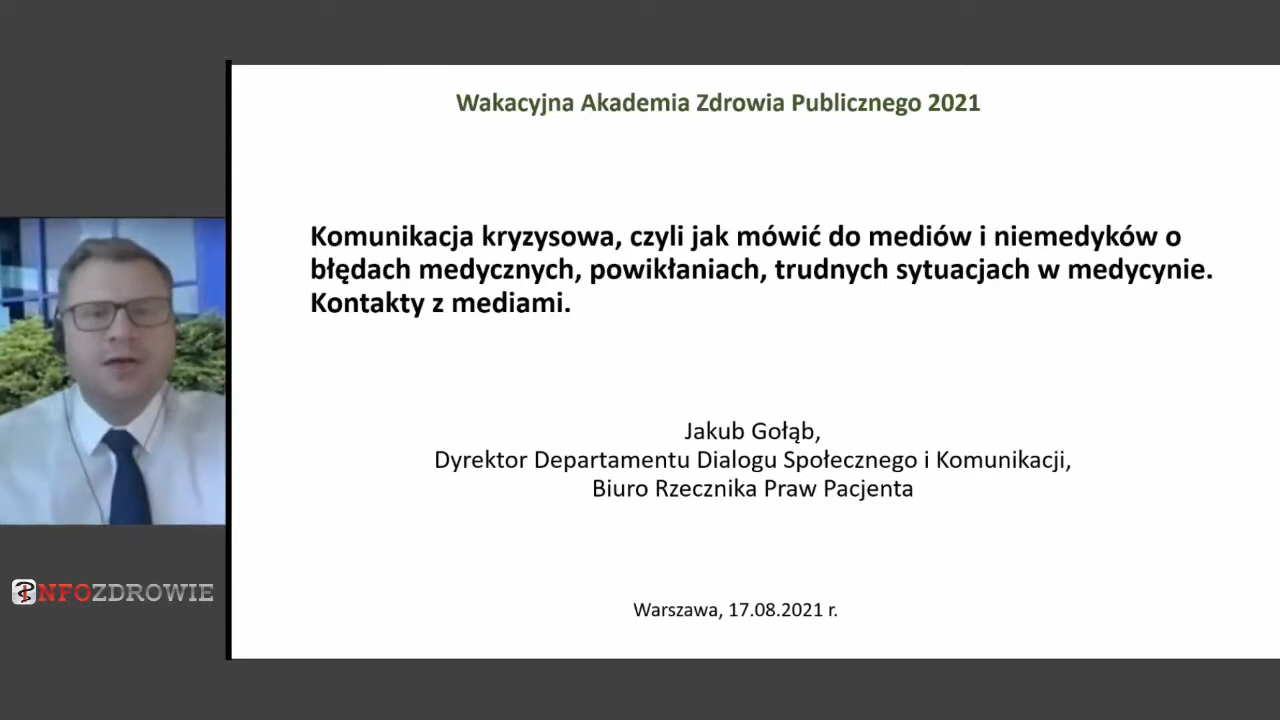 Wakacyjna Akademia Zdrowia Publicznego 2021
Komunikacja kryzysowa, czyli jak mówić do mediów i niemedyków o
błędach medycznych, powikłaniach, trudnych sytuacjach w medycynie.
Kontakty z mediami.
Jakub Gołąb,
Dyrektor Departamentu Dialogu Społecznego i Komunikacji,
Biuro Rzecznika Praw Pacjenta
INFOZDROWIE
Warszawa, 17.08.2021 r.